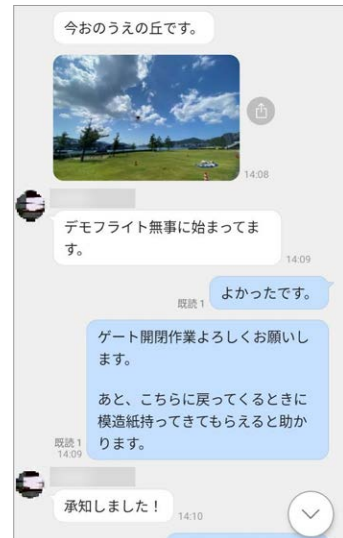 今おのうえの丘です。
14:08
デモフライト無事に始まってま
す。
14:09
よかったです。
既読 1
ゲート開閉作業よろしくお願いし
ます。
あと、こちらに戻ってくるときに
模造紙持ってきてもらえると助か
ります。
既読 1
14:09
承知しました！
14:10